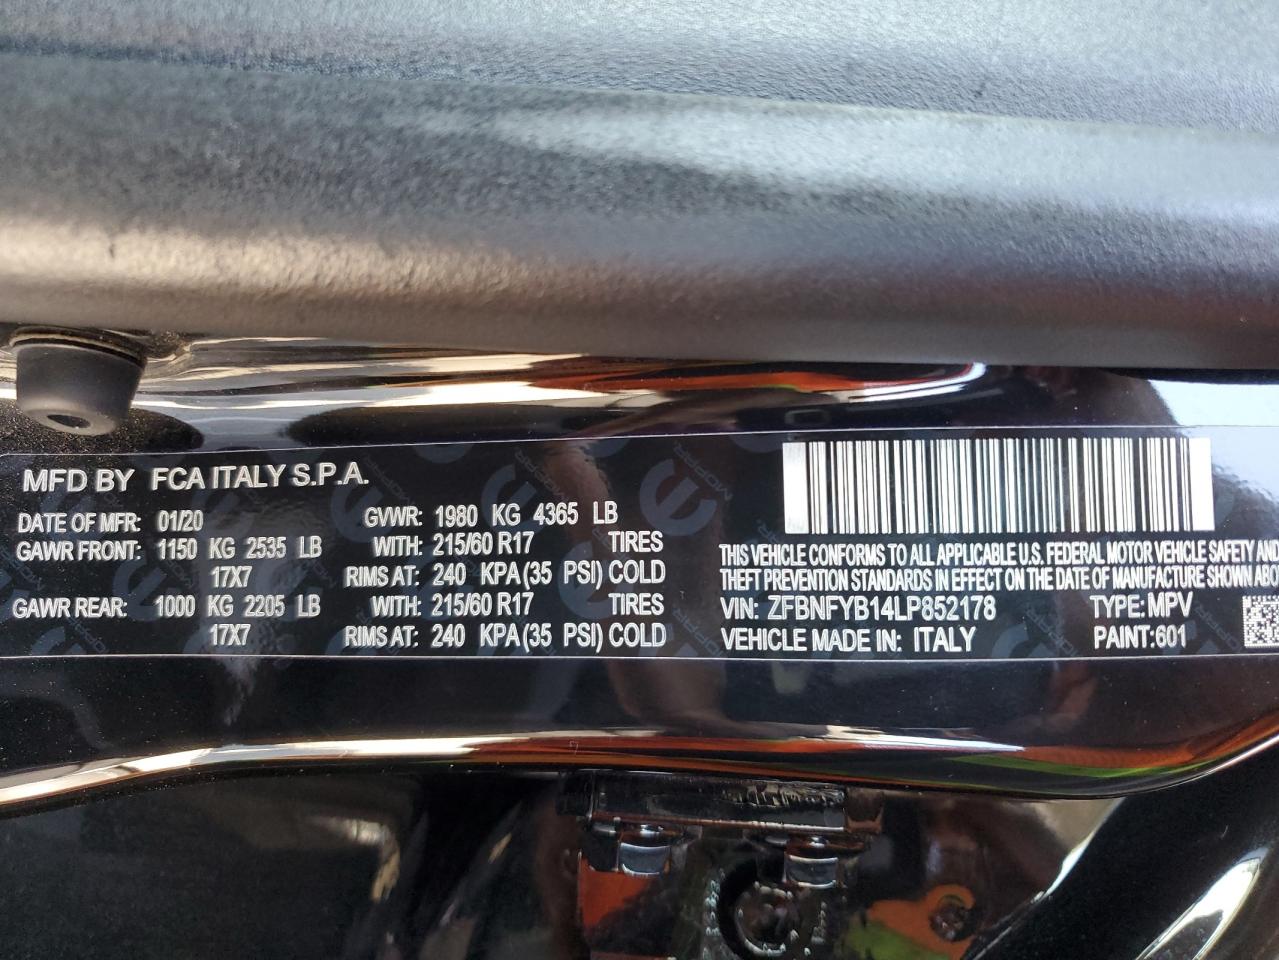 MFD BY FCA ITALY S.P.A.
DATE OF MFR: 01/20 GVWR: 1980 KG 4365 LB
GAWR FRONT: 1150 KG 2535 LB WITH: 215/60 R17 TIRES
17X7 RIMS AT: 240 KPA (35 PSI) COLD
GAWR REAR: 1000 KG 2205 LB WITH: 215/60 R17 TIRES
17X7 RIMS AT: 240 KPA (35 PSI) COLD
THIS VEHICLE CONFORMS TO ALL APPLICABLE U.S. FEDERAL MOTOR VEHICLE SAFETY AND
THEFT PREVENTION STANDARDS IN EFFECT ON THE DATE OF MANUFACTURE SHOWN
VIN: ZFBNFYB14LP852178 TYPE: MPV
VEHICLE MADE IN: ITALY PAINT:601
MOPAR